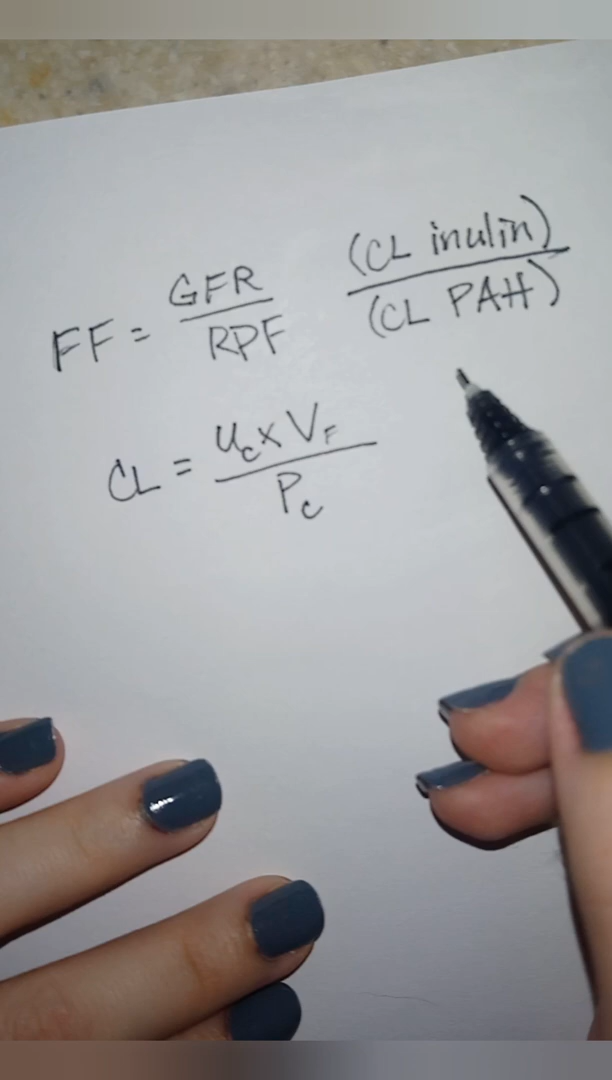 FF = GFR / RPF (CL inulin) / (CL PAH)
CL = Uc x VF / Pc